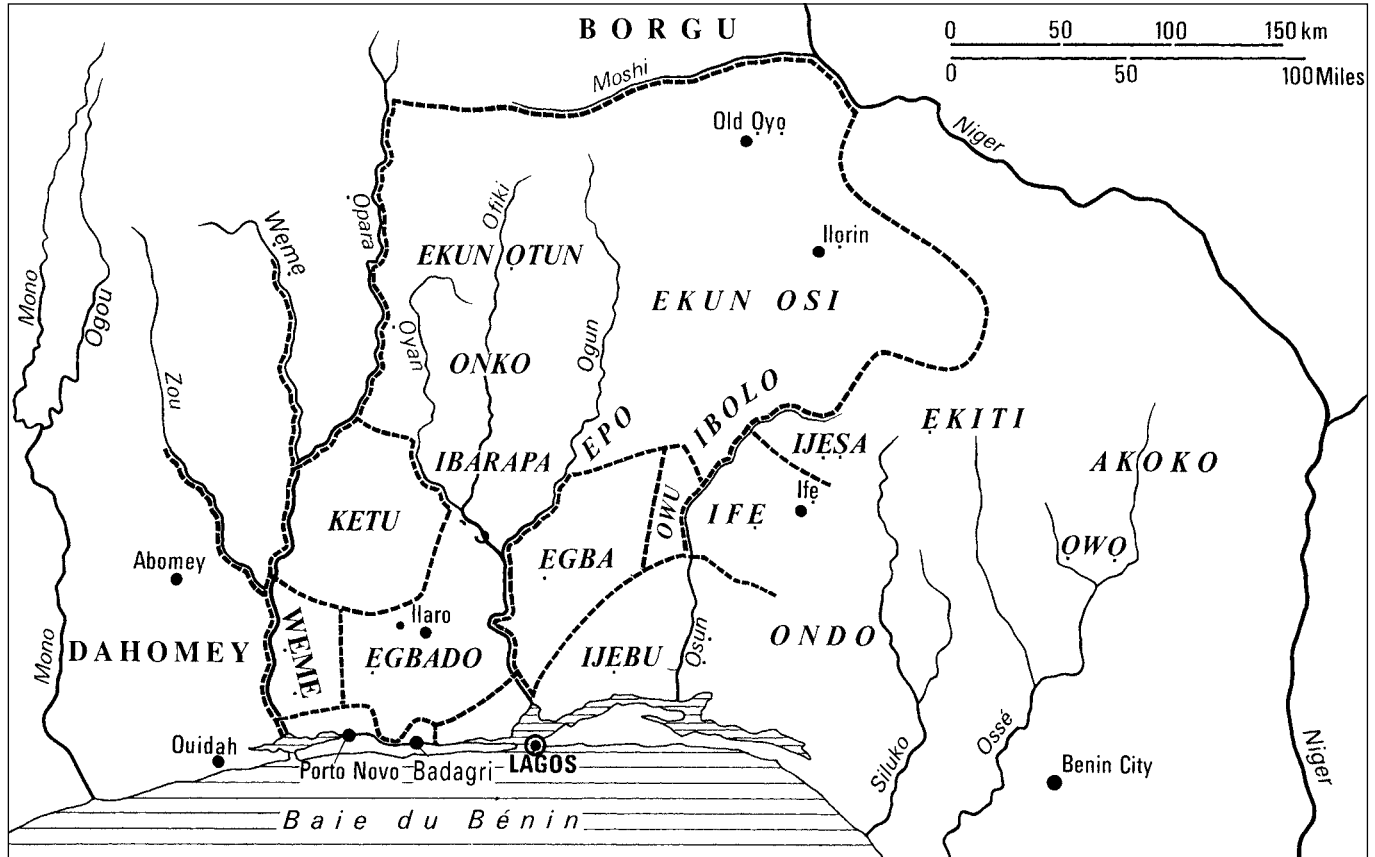 BORGU
0 50 100 150 km
0 50 100 Miles
Moshi
Old Ọyọ
Niger
Mono
Ogou
Wẹmẹ
Ọpara
Ofiki
EKUN ỌTUN
Ilọrin
EKUN OSI
Zou
Ọyan
ONKO
Ogun
EPO
IBOLO
IJẸṢA
ẸKITI
AKOKO
IBARAPA
KETU
OWU
IFẸ
Ifẹ
ẸGBA
ỌWỌ
Abomey
Ilaro
WEMẸ
DAHOMEY
ẸGBADO
IJẸBU
Ọṣun
ONDO
Mono
Siluko
Ossé
Niger
Ouidah
Porto Novo
Badagri
LAGOS
Benin City
Baie du Bénin